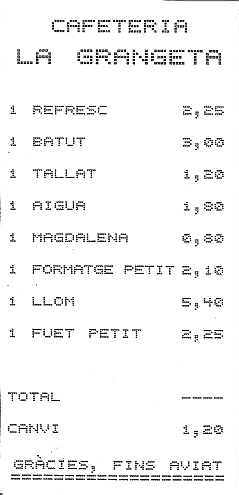 CAFETERIA
LA GRANGETA
1 REFRESC 2,25
1 BATUT 3,00
1 TALLAT 1,20
1 AIGUA 1,80
1 MAGDALENA 0,80
1 FORMATGE PETIT 2,10
1 LLOM 5,40
1 FUET PETIT 2,25
TOTAL ----
CANVI 1,20
GRÀCIES, FINS AVIAT